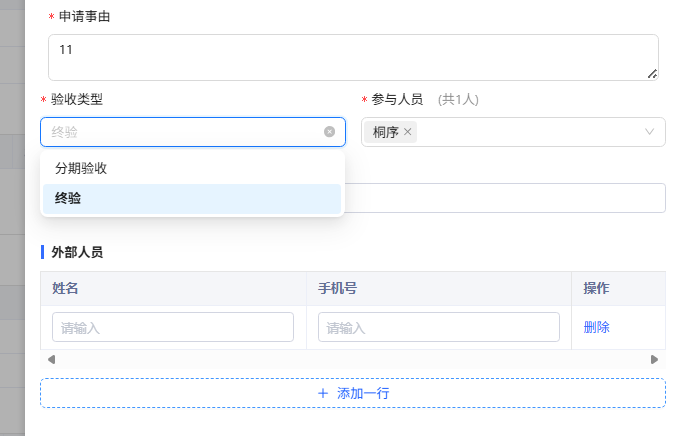 * 申请事由
11
* 验收类型
* 参与人员 (共1人)
终验
桐序 ×
分期验收
终验
外部人员
姓名 手机号 操作
请输入 请输入 删除
+ 添加一行